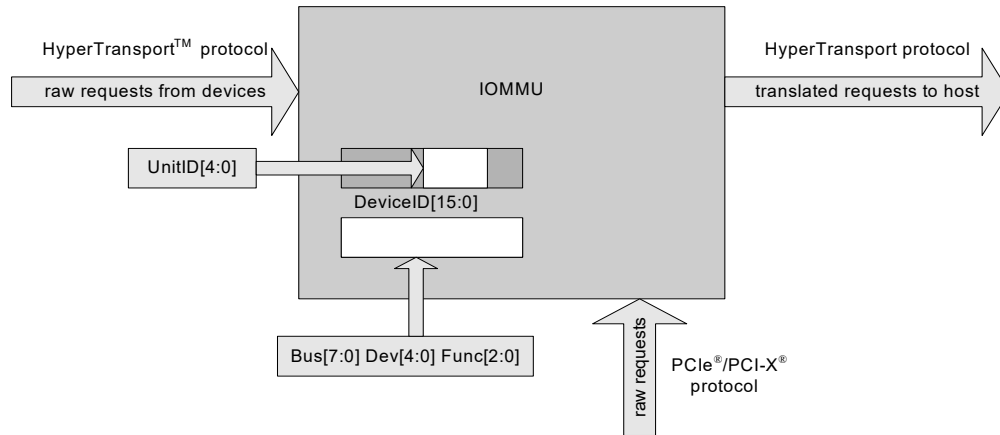 HyperTransport™ protocol
raw requests from devices
IOMMU
HyperTransport protocol
translated requests to host
UnitID[4:0]
DeviceID[15:0]
Bus[7:0] Dev[4:0] Func[2:0]
raw requests
PCIe®/PCI-X®
protocol